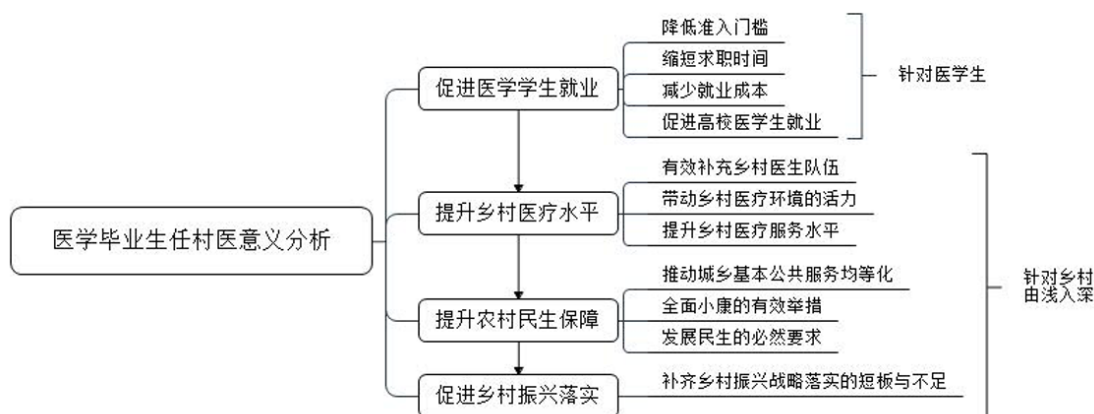 医学毕业生任村医意义分析
促进医学学生就业
降低准入门槛
缩短求职时间
减少就业成本
促进高校医学生就业
针对医学生
提升乡村医疗水平
有效补充乡村医生队伍
带动乡村医疗环境的活力
提升乡村医疗服务水平
提升农村民生保障
推动城乡基本公共服务均等化
全面小康的有效举措
发展民生的必然要求
促进乡村振兴落实
补齐乡村振兴战略落实的短板与不足
针对乡村
由浅入深